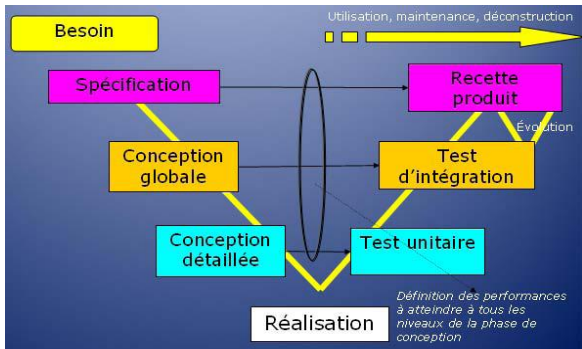 Besoin
Utilisation, maintenance, déconstruction
Spécification
Recette
produit
Évolution
Conception
globale
Test
d'intégration
Conception
détaillée
Test unitaire
Définition des performances
à atteindre à tous les
niveaux de la phase de
conception
Réalisation